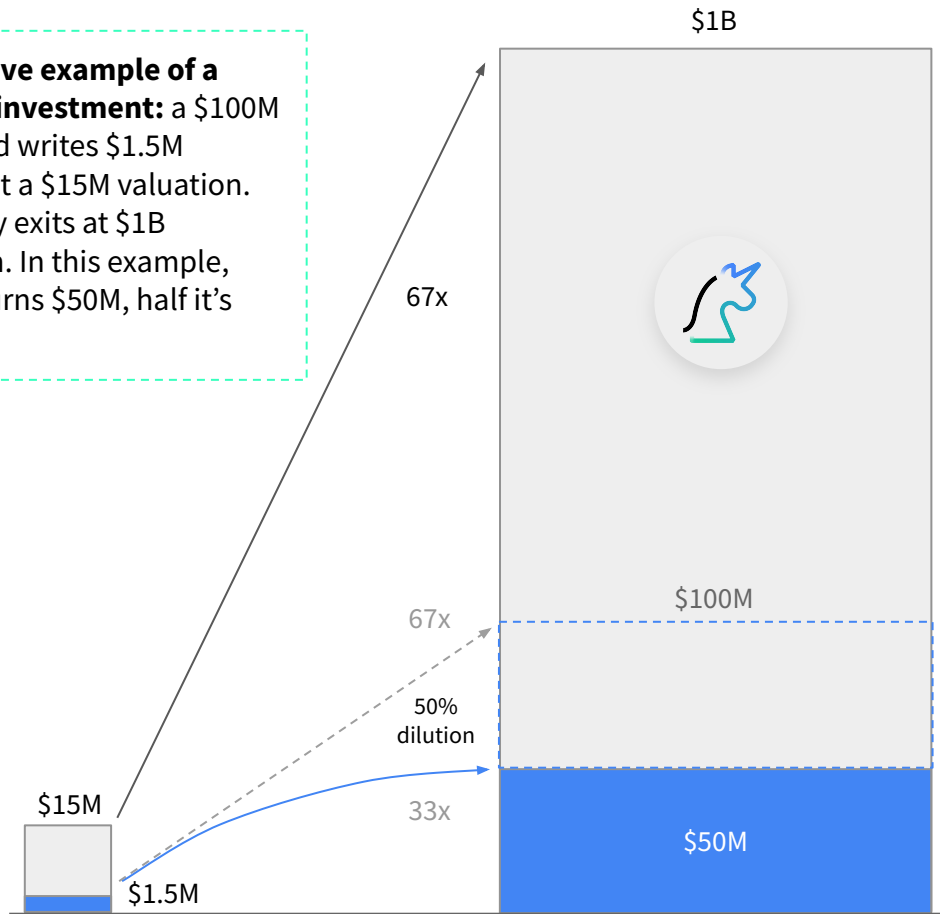 $1B
ve example of a
investment: a $100M
d writes $1.5M
t a $15M valuation.
y exits at $1B
. In this example,
urns $50M, half it's
67x
$100M
67x
50%
dilution
33x
$15M
$50M
$1.5M